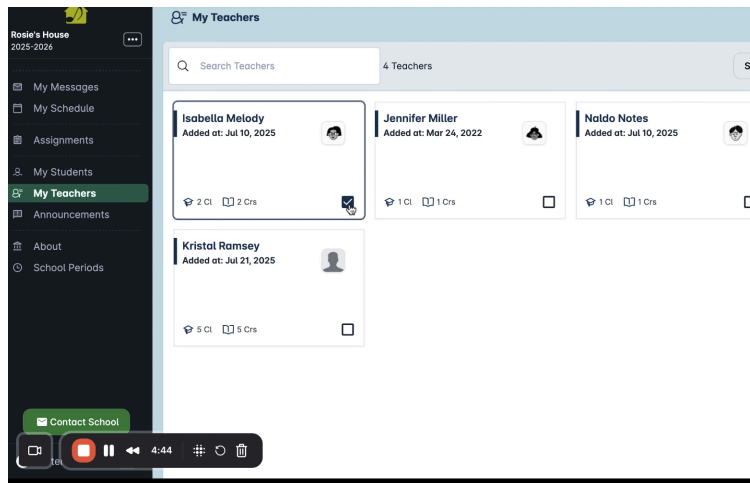 Rosie's House
2025-2026
My Messages
My Schedule
Assignments
My Students
My Teachers
Announcements
About
School Periods
Contact School
4:44
My Teachers
Search Teachers
4 Teachers
S
Isabella Melody
Added at: Jul 10, 2025
2 Cl 2 Crs
Jennifer Miller
Added at: Mar 24, 2022
1 Cl 1 Crs
Naldo Notes
Added at: Jul 10, 2025
1 Cl 1 Crs
Kristal Ramsey
Added at: Jul 21, 2025
5 Cl 5 Crs